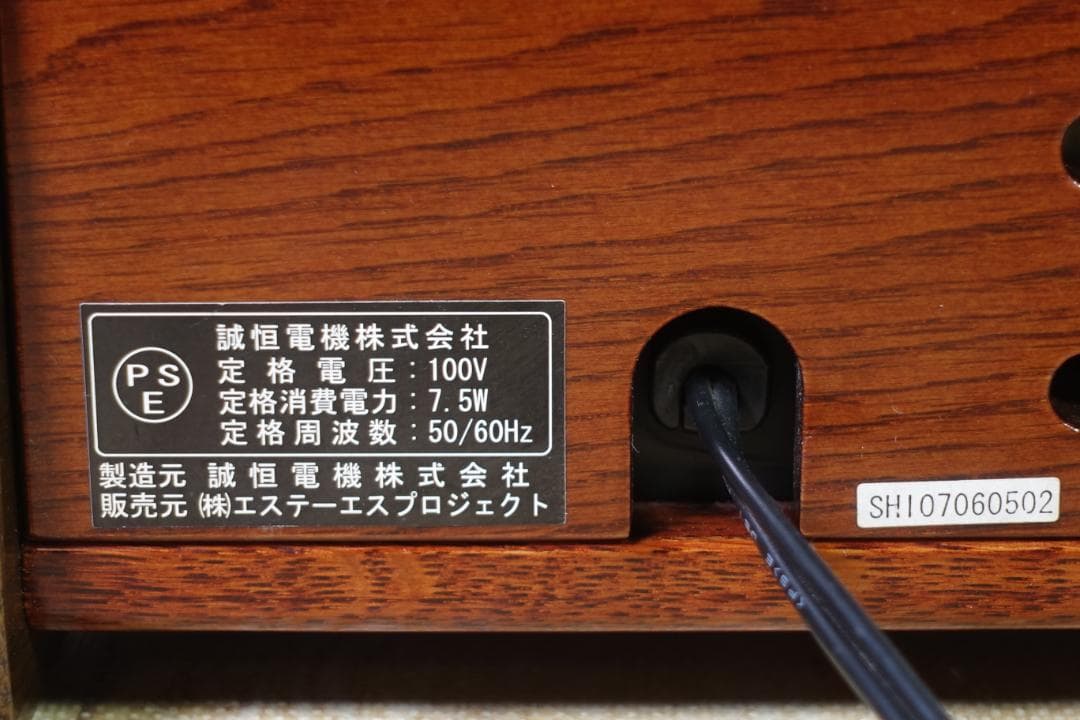 PS
E
誠恒電機株式会社
定格電圧:100V
定格消費電力:7.5W
定格周波数:50/60Hz
製造元 誠恒電機株式会社
販売元 ㈱エステーエスプロジェクト
SHI07060502